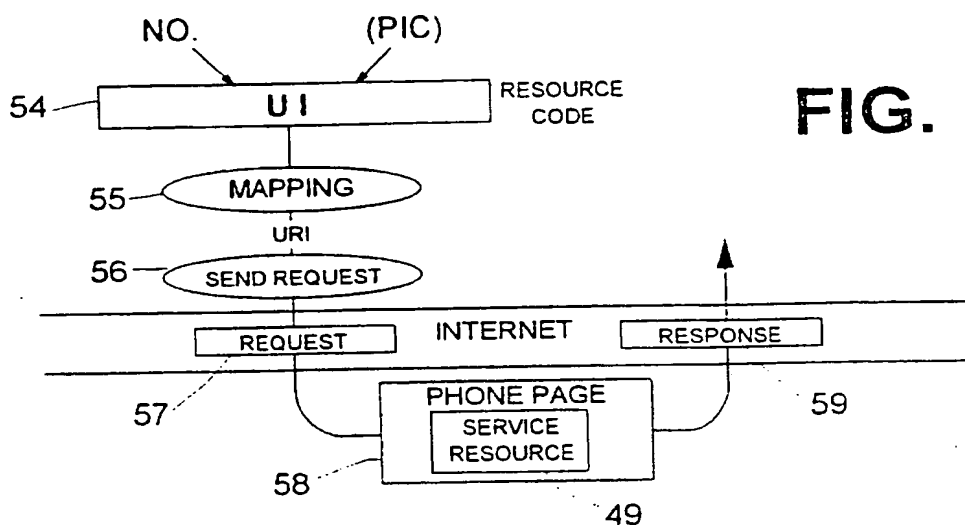 NO.
(PIC)
54
U I
RESOURCE
CODE
FIG.
55
MAPPING
URI
56
SEND REQUEST
REQUEST
INTERNET
RESPONSE
57
PHONE PAGE
59
SERVICE
RESOURCE
58
49